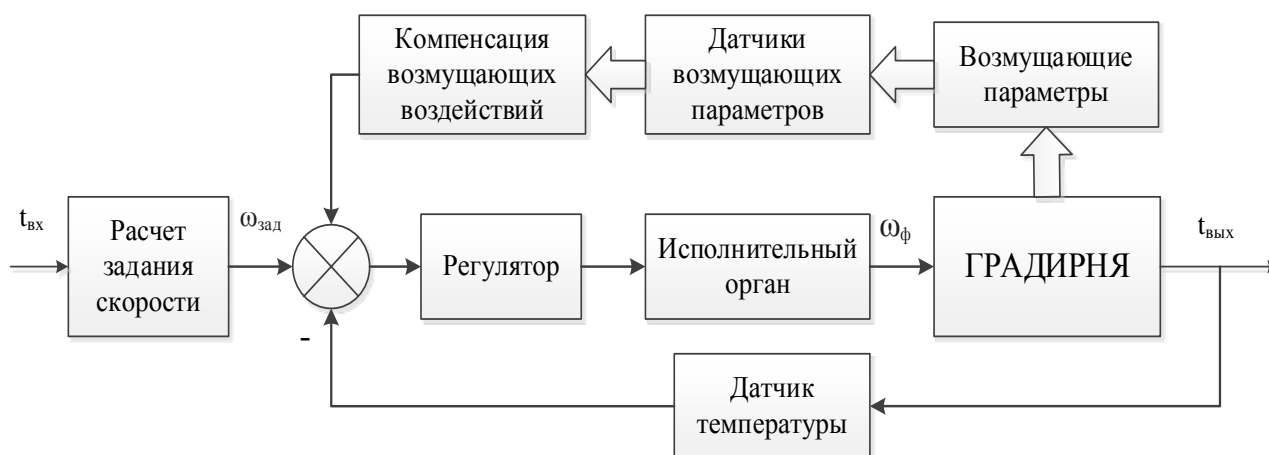 Компенсация
возмущающих
воздействий
Датчики
возмущающих
параметров
Возмущающие
параметры
tвх
Расчет
задания
скорости
ωзад
Регулятор
Исполнительный
орган
ωф
ГРАДИРНЯ
tвых
-
Датчик
температуры